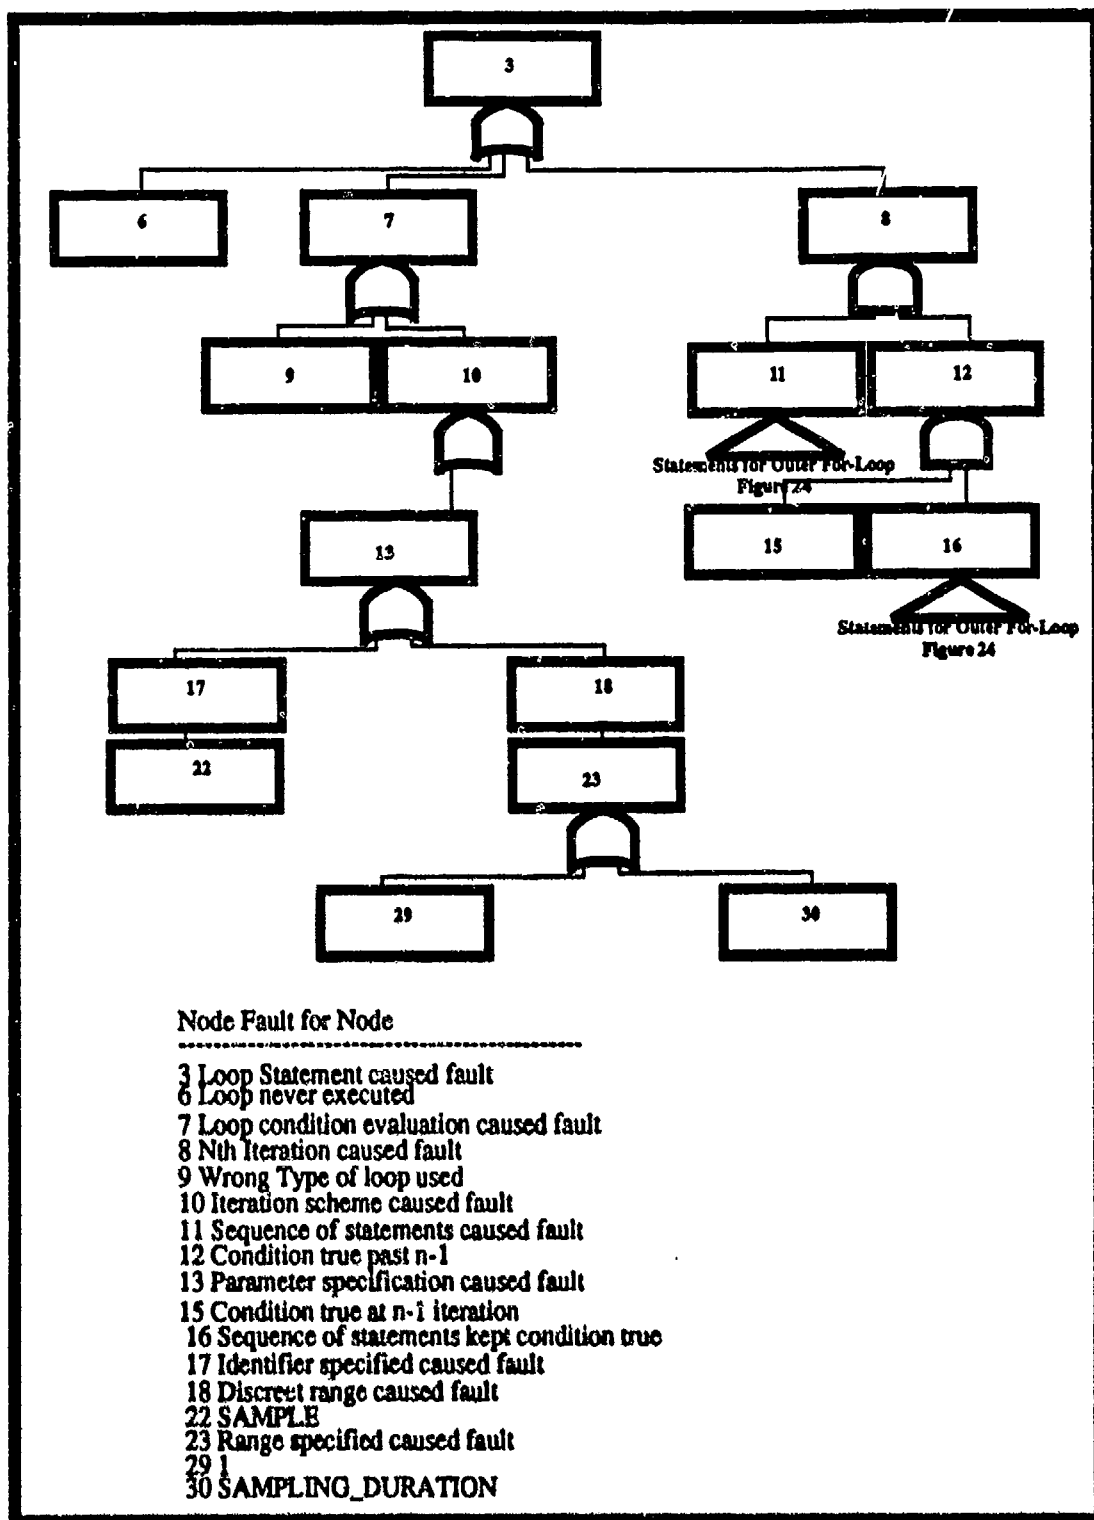 3
6
7
8
9
10
11
12
Statements for Outer For-Loop
Figure 24
13
15
16
Statements for Outer For-Loop
Figure 24
17
18
22
23
29
30
Node Fault for Node
--------------------------------------------
3 Loop Statement caused fault
6 Loop never executed
7 Loop condition evaluation caused fault
8 Nth Iteration caused fault
9 Wrong Type of loop used
10 Iteration scheme caused fault
11 Sequence of statements caused fault
12 Condition true past n-1
13 Parameter specification caused fault
15 Condition true at n-1 iteration
16 Sequence of statements kept condition true
17 Identifier specified caused fault
18 Discreet range caused fault
22 SAMPLE
23 Range specified caused fault
29 1
30 SAMPLING_DURATION